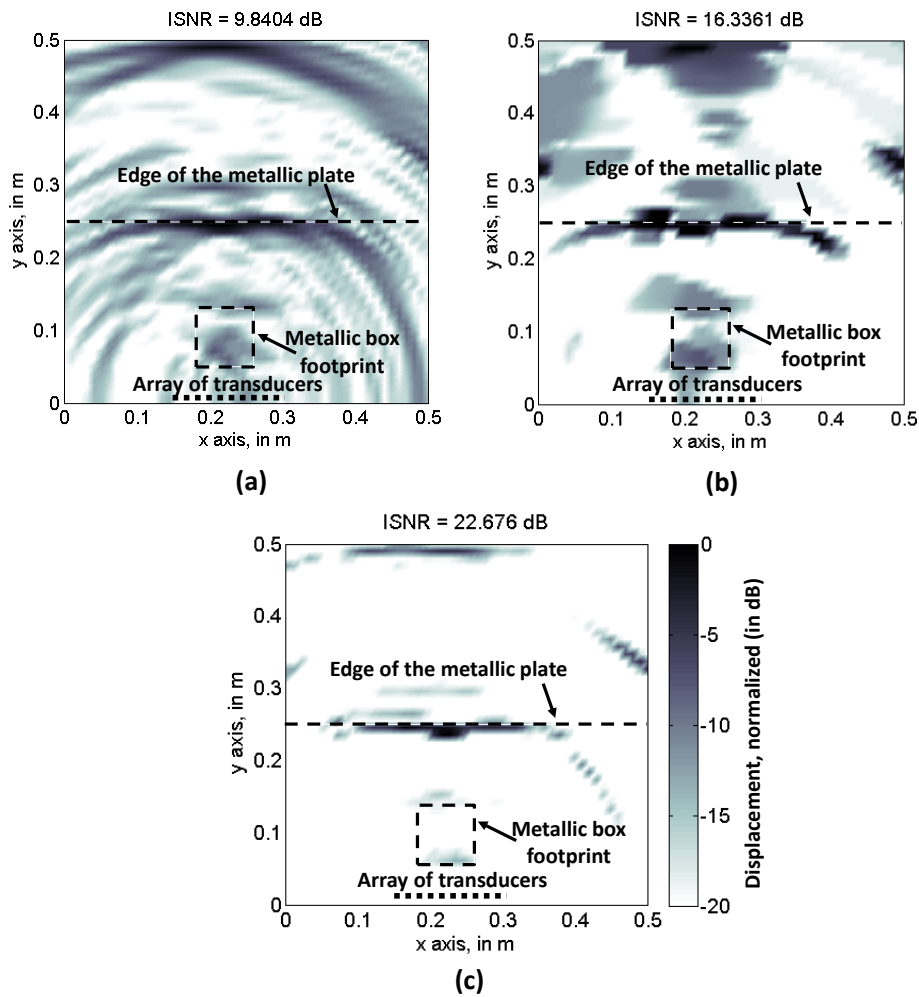 ISNR = 9.8404 dB
0.5
0.4
0.3
0.2
0.1
0
y axis, in m
Edge of the metallic plate
Metallic box
footprint
Array of transducers
0 0.1 0.2 0.3 0.4 0.5
x axis, in m
(a)
ISNR = 16.3361 dB
0.5
0.4
0.3
0.2
0.1
0
y axis, in m
Edge of the metallic plate
Metallic box
footprint
Array of transducers
0 0.1 0.2 0.3 0.4 0.5
x axis, in m
(b)
ISNR = 22.676 dB
0.5
0.4
0.3
0.2
0.1
0
y axis, in m
Edge of the metallic plate
Metallic box
footprint
Array of transducers
0 0.1 0.2 0.3 0.4 0.5
x axis, in m
0
-5
-10
-15
-20
Displacement, normalized (in dB)
(c)